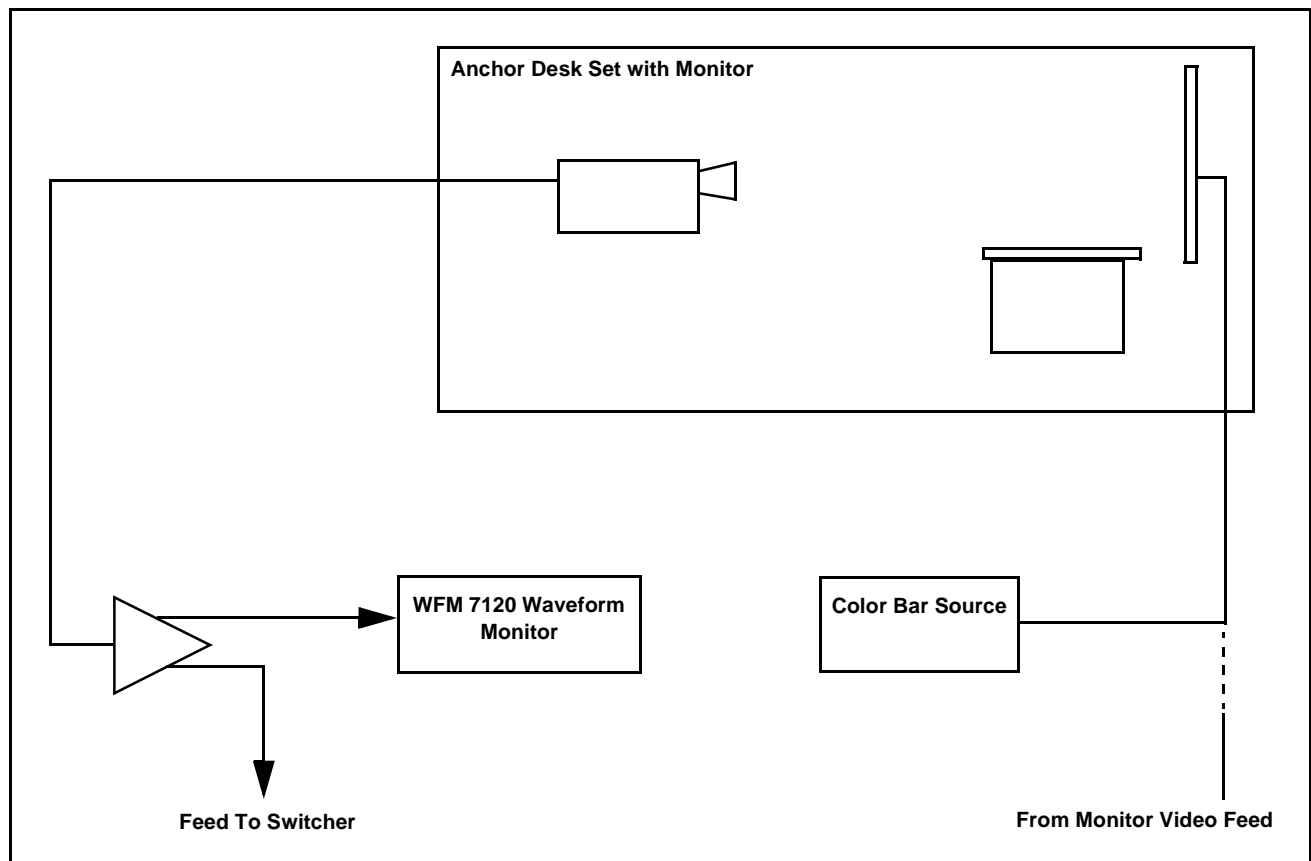 Anchor Desk Set with Monitor
WFM 7120 Waveform
Monitor
Color Bar Source
Feed To Switcher
From Monitor Video Feed